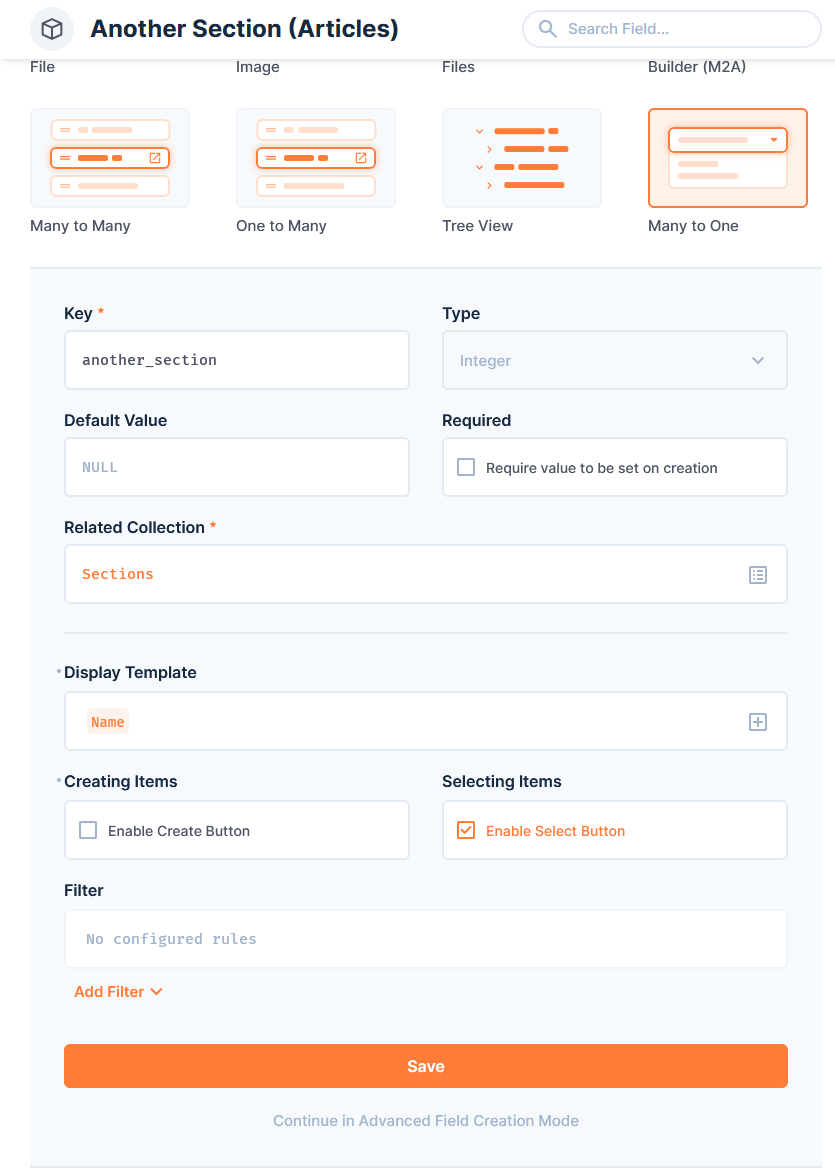 Another Section (Articles)
Search Field...
File
Image
Files
Builder (M2A)
Many to Many
One to Many
Tree View
Many to One
Key *
Type
another_section
Integer
Default Value
Required
NULL
Require value to be set on creation
Related Collection *
Sections
Display Template
Name
Creating Items
Selecting Items
Enable Create Button
Enable Select Button
Filter
No configured rules
Add Filter
Save
Continue in Advanced Field Creation Mode